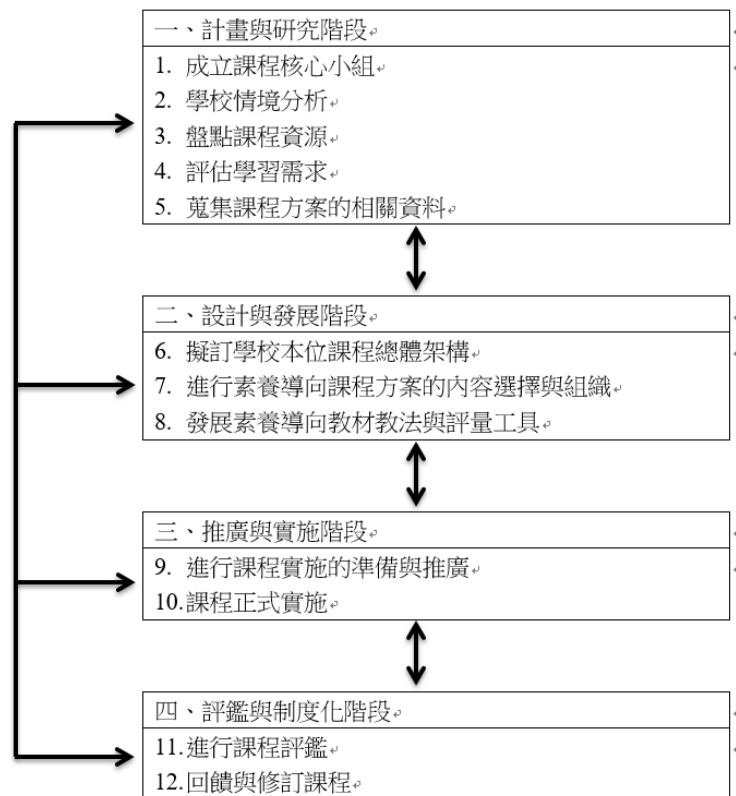 一、計畫與研究階段
1. 成立課程核心小組
2. 學校情境分析
3. 盤點課程資源
4. 評估學習需求
5. 蒐集課程方案的相關資料
二、設計與發展階段
6. 擬訂學校本位課程總體架構
7. 進行素養導向課程方案的內容選擇與組織
8. 發展素養導向教材教法與評量工具
三、推廣與實施階段
9. 進行課程實施的準備與推廣
10.課程正式實施
四、評鑑與制度化階段
11.進行課程評鑑
12.回饋與修訂課程